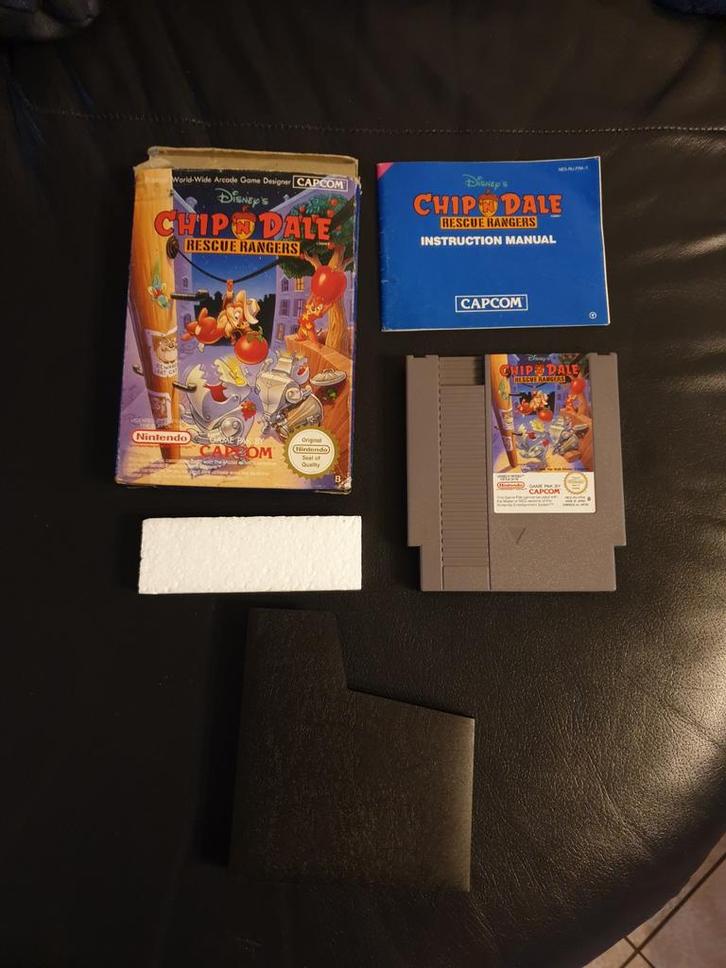 World-Wide Arcade Game Designer CAPCOM
Disney's
CHIP 'N DALE
RESCUE RANGERS
Nintendo
GAME PAK BY
CAPCOM
Original
Nintendo
Seal of
Quality
B
Disney's
CHIP 'N DALE
RESCUE RANGERS
INSTRUCTION MANUAL
CAPCOM
Disney's
CHIP 'N DALE
RESCUE RANGERS
Nintendo
GAME PAK BY
CAPCOM
B